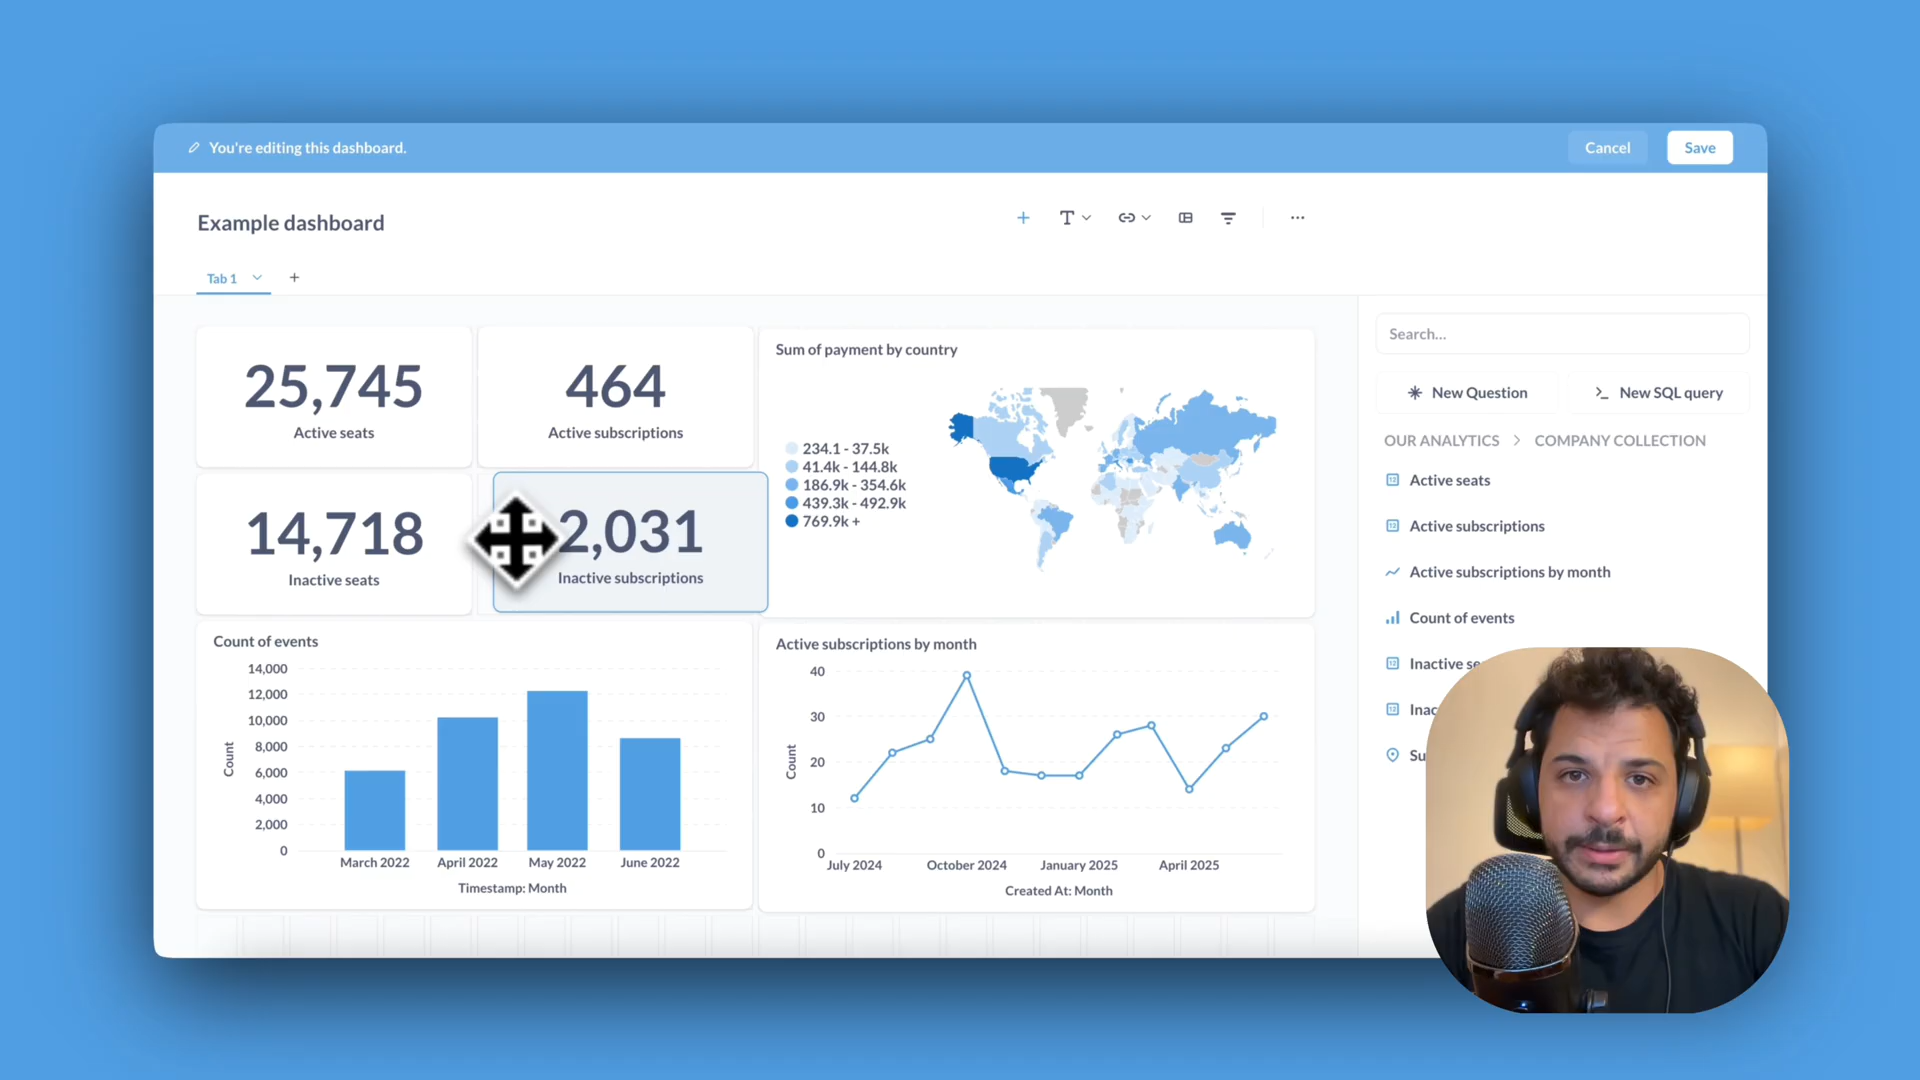 You're editing this dashboard.
Cancel
Save
Example dashboard
Tab 1
25,745
Active seats
464
Active subscriptions
14,718
Inactive seats
2,031
Inactive subscriptions
Sum of payment by country
234.1 - 37.5k
41.4k - 144.8k
186.9k - 354.6k
439.3k - 492.9k
769.9k +
Count of events
14,000
12,000
10,000
8,000
6,000
4,000
2,000
0
Count
March 2022
April 2022
May 2022
June 2022
Timestamp: Month
Active subscriptions by month
40
30
20
10
0
Count
July 2024
October 2024
January 2025
April 2025
Created At: Month
Search...
New Question
New SQL query
OUR ANALYTICS > COMPANY COLLECTION
Active seats
Active subscriptions
Active subscriptions by month
Count of events
Inactive